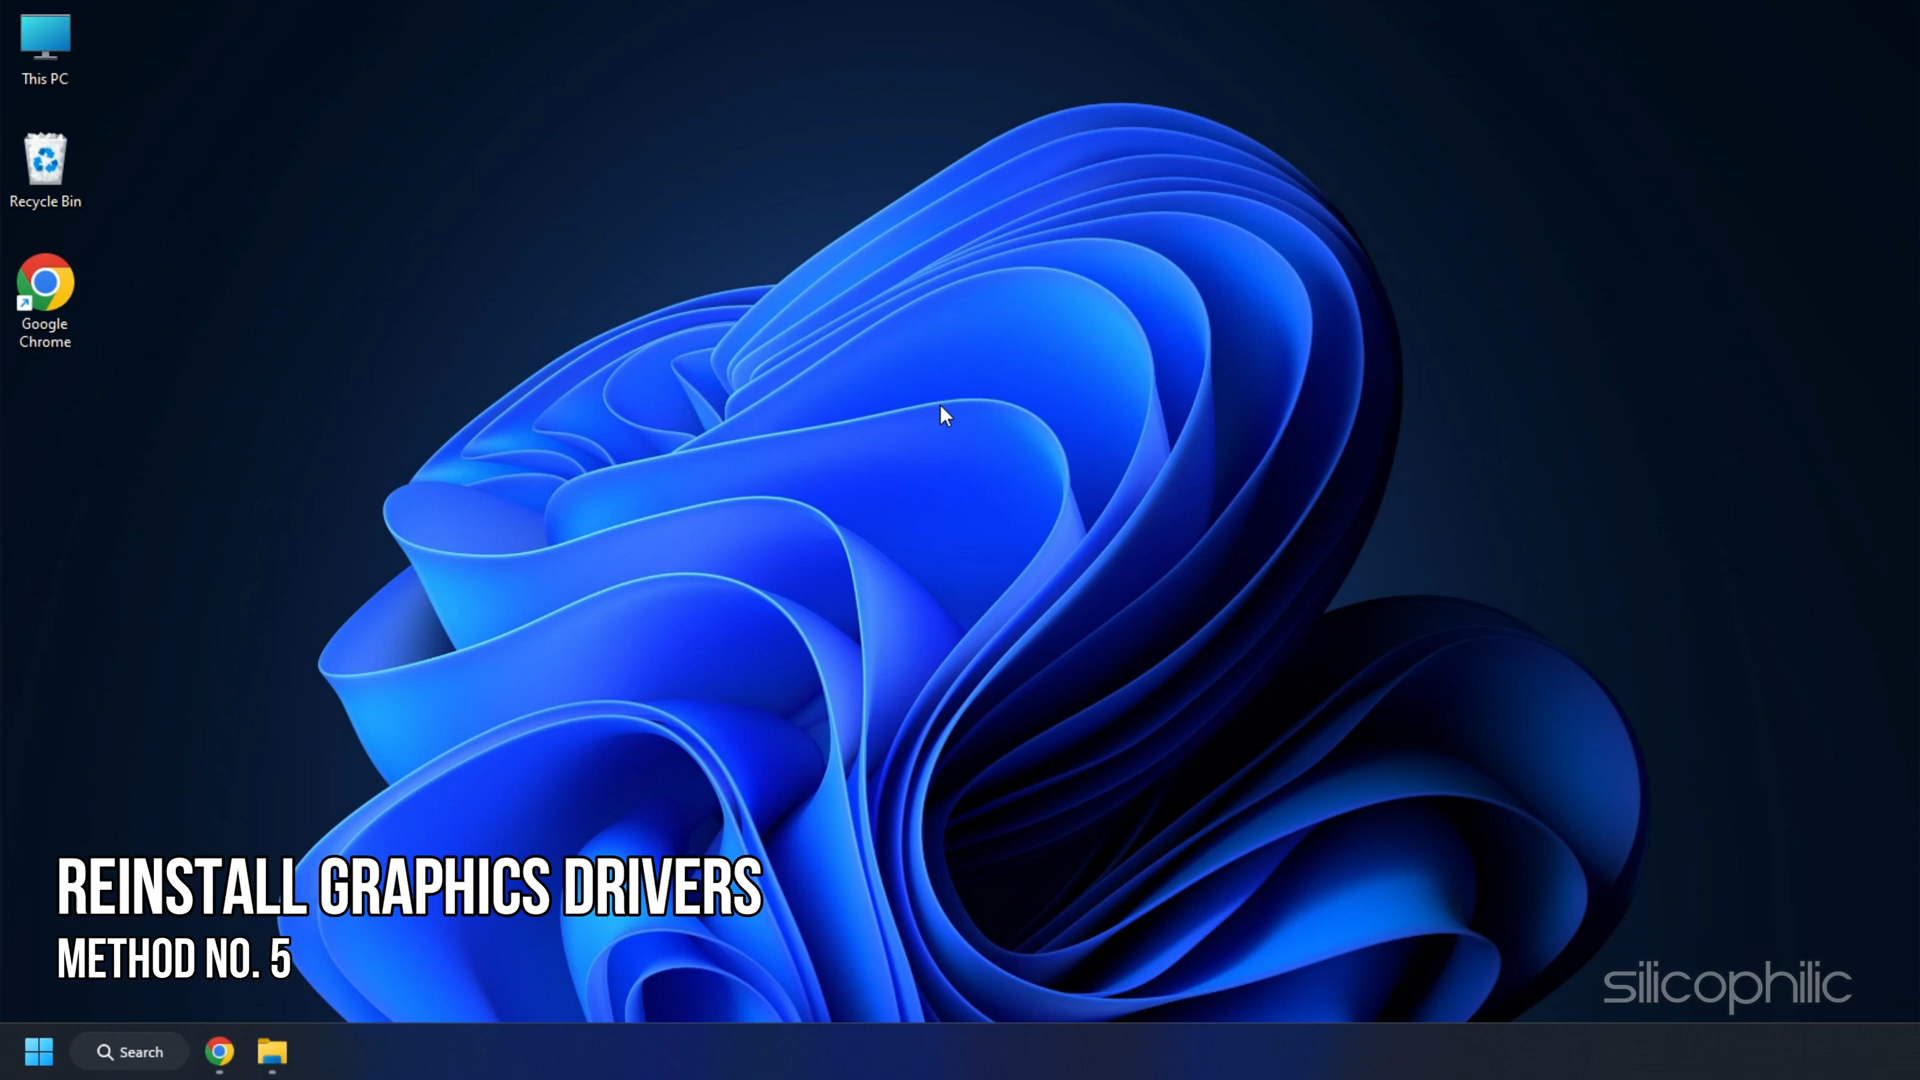 This PC
Recycle Bin
Google
Chrome
REINSTALL GRAPHICS DRIVERS
METHOD NO. 5
silicophilic
Search